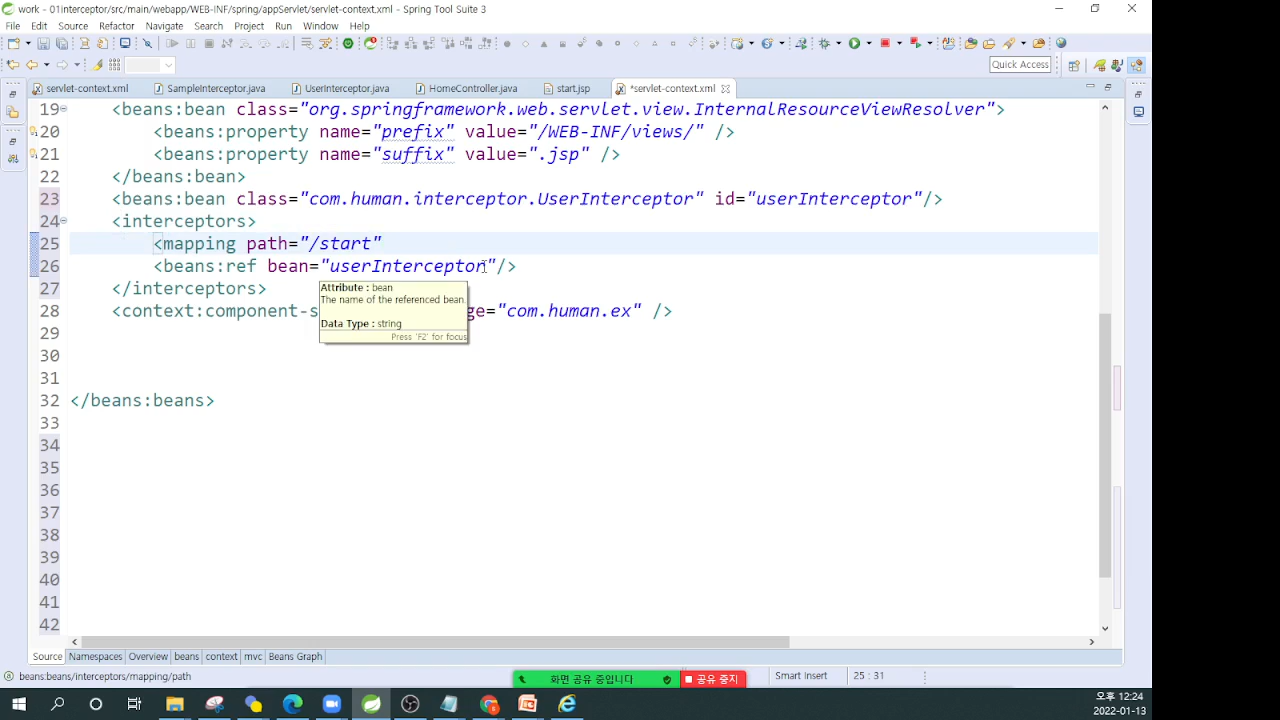 work - 01interceptor/src/main/webapp/WEB-INF/spring/appServlet/servlet-context.xml - Spring Tool Suite 3
File Edit Source Refactor Navigate Search Project Run Window Help
Quick Access
servlet-context.xml SampleInterceptor.java UserInterceptor.java HomeController.java start.jsp *servlet-context.xml
19 <beans:bean class="org.springframework.web.servlet.view.InternalResourceViewResolver">
20 <beans:property name="prefix" value="/WEB-INF/views/" />
21 <beans:property name="suffix" value=".jsp" />
22 </beans:bean>
23 <beans:bean class="com.human.interceptor.UserInterceptor" id="userInterceptor"/>
24 <interceptors>
25 <mapping path="/start"
26 <beans:ref bean="userInterceptor"/>
27 </interceptors>
Attribute : bean
The name of the referenced bean.
28 <context:component-s ge="com.human.ex" />
Data Type : string
29
Press 'F2' for focus
30
31
32 </beans:beans>
33
34
35
36
37
38
39
40
41
42
Source Namespaces Overview beans context mvc Beans Graph
beans:beans/interceptors/mapping/path
화면 공유 중입니다 공유 중지
Smart Insert 25 : 31
오후 12:24
2022-01-13